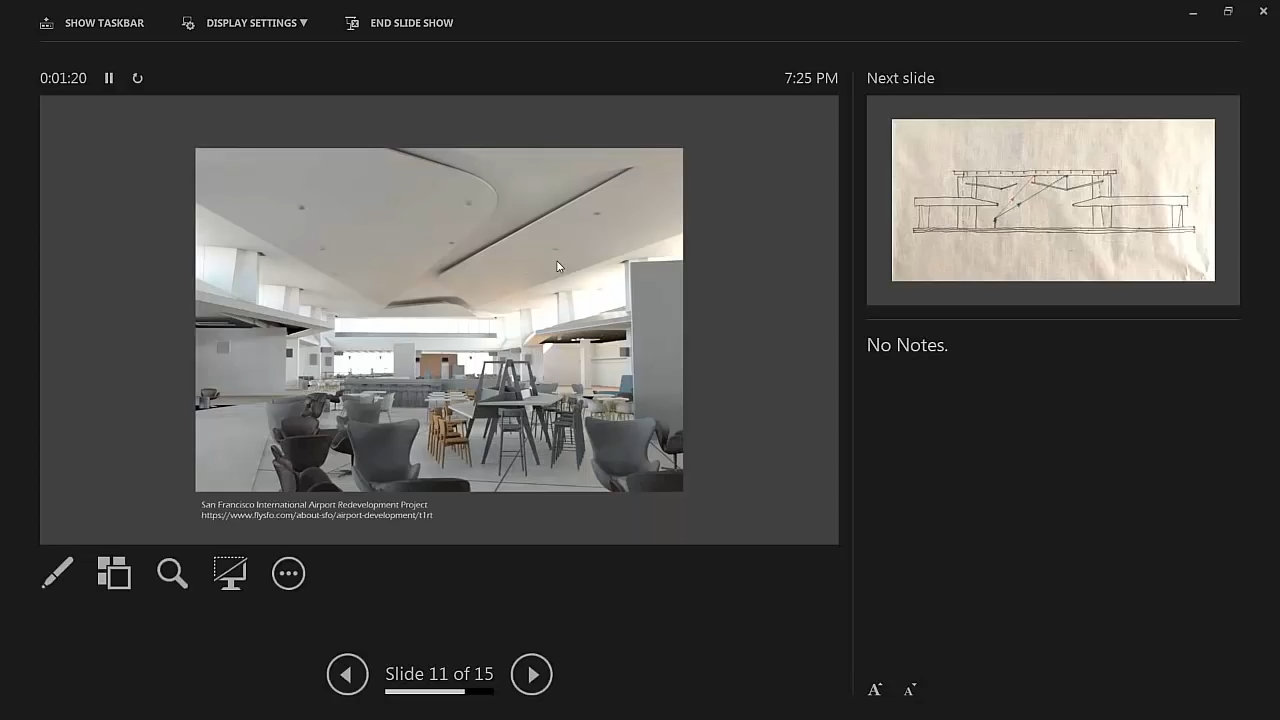 SHOW TASKBAR DISPLAY SETTINGS ▼ END SLIDE SHOW
0:01:20 7:25 PM Next slide
No Notes.
San Francisco International Airport Redevelopment Project
https://www.flysfo.com/about-sfo/airport-development/t1rt
Slide 11 of 15
A A